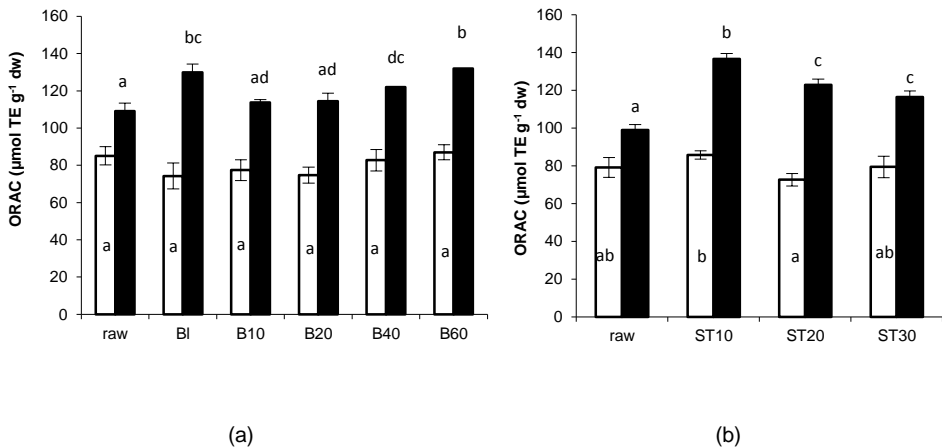 ORAC (µmol TE g-1 dw)
160
140
120
100
80
60
40
20
0
a
bc
ad
ad
dc
b
a
a
a
a
a
a
raw
BI
B10
B20
B40
B60
(a)
ORAC (µmol TE g-1 dw)
160
140
120
100
80
60
40
20
0
a
b
c
c
ab
b
a
ab
raw
ST10
ST20
ST30
(b)